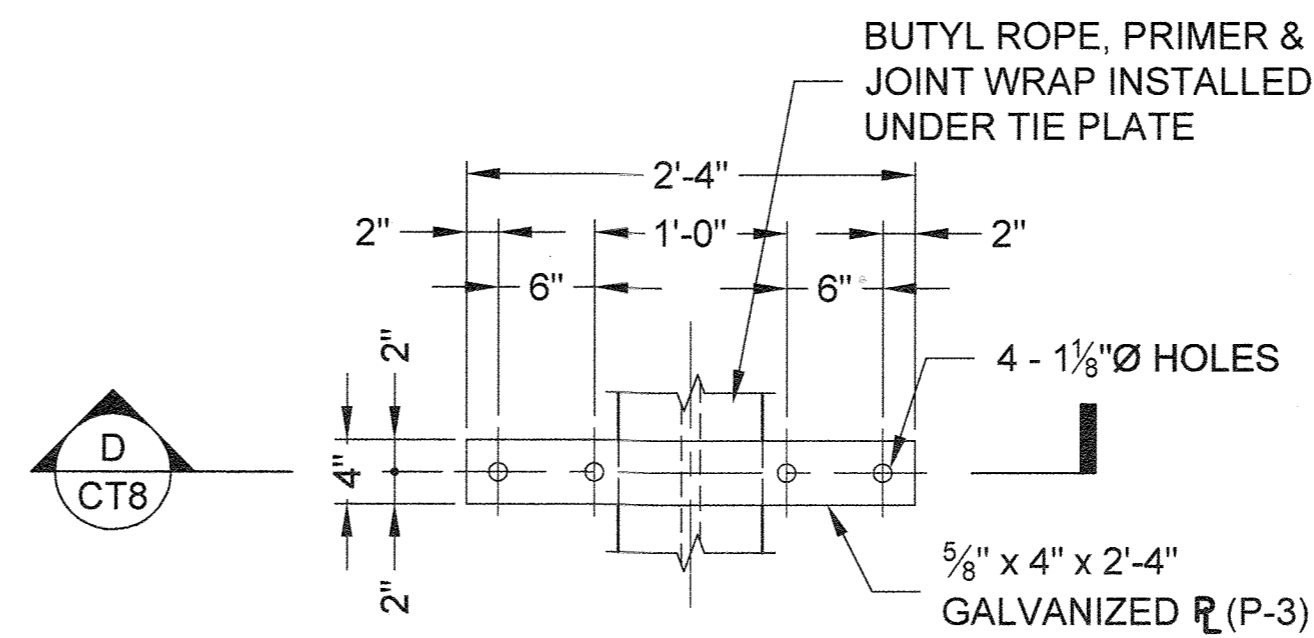 BUTYL ROPE, PRIMER &
JOINT WRAP INSTALLED
UNDER TIE PLATE
2'-4"
2"
1'-0"
2"
6"
6"
2"
4"
2"
4 - 1⅛"Ø HOLES
D
CT8
⅝" x 4" x 2'-4"
GALVANIZED ⅊ (P-3)